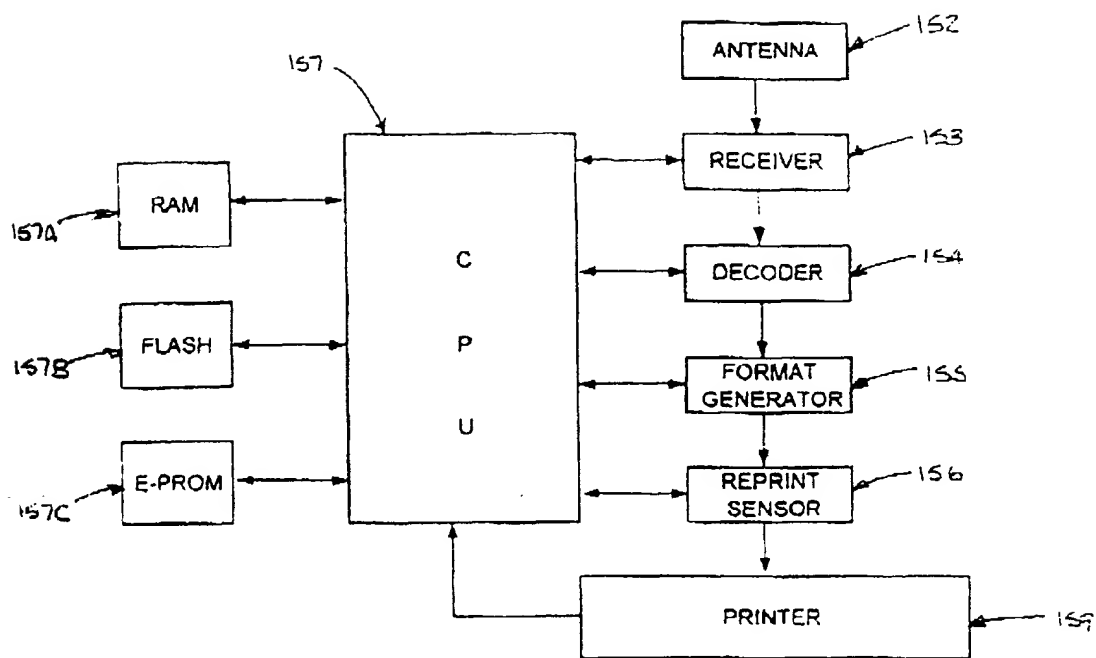 ANTENNA
152
157
RECEIVER
153
RAM
157A
C
P
U
DECODER
154
FLASH
157B
FORMAT
GENERATOR
155
E-PROM
157C
REPRINT
SENSOR
156
PRINTER